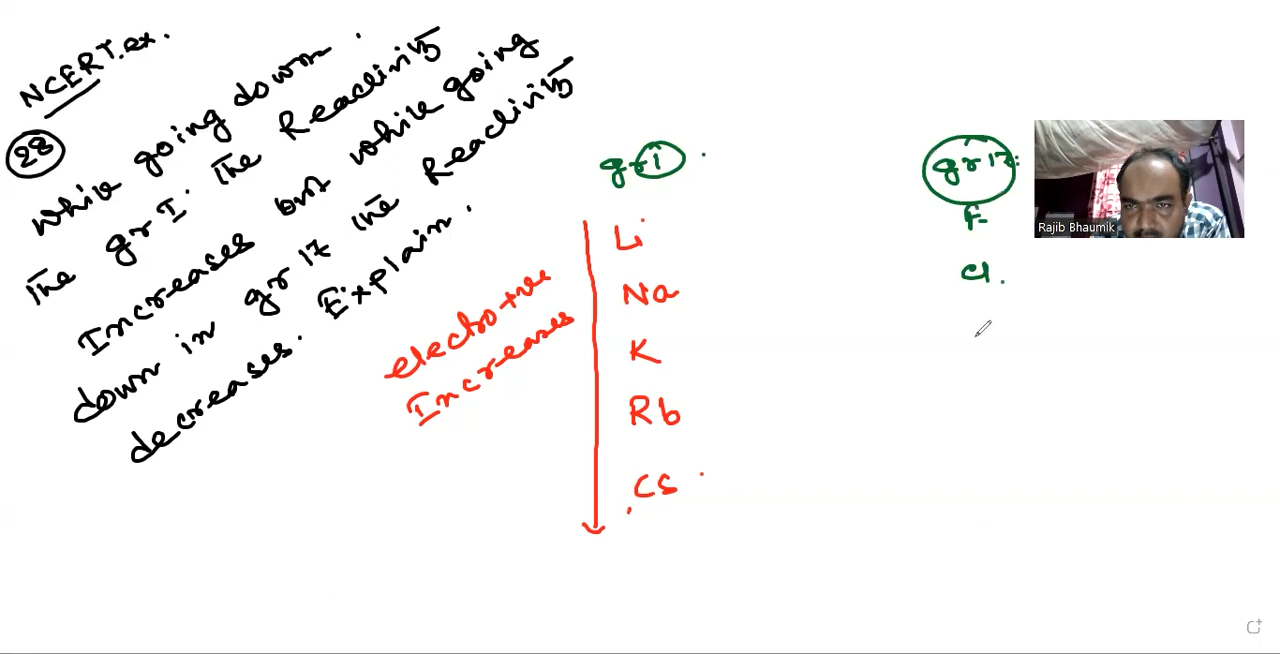 NCERT. ex.
28
While going down.
the gr I. The Reactivity
Increases but while going
down in gr 17 the Reactivity
decreases. Explain.
electro +ve
Increases
gr 1
Li
Na
K
Rb
Cs
gr 17:
F
Cl.
Rajib Bhaumik